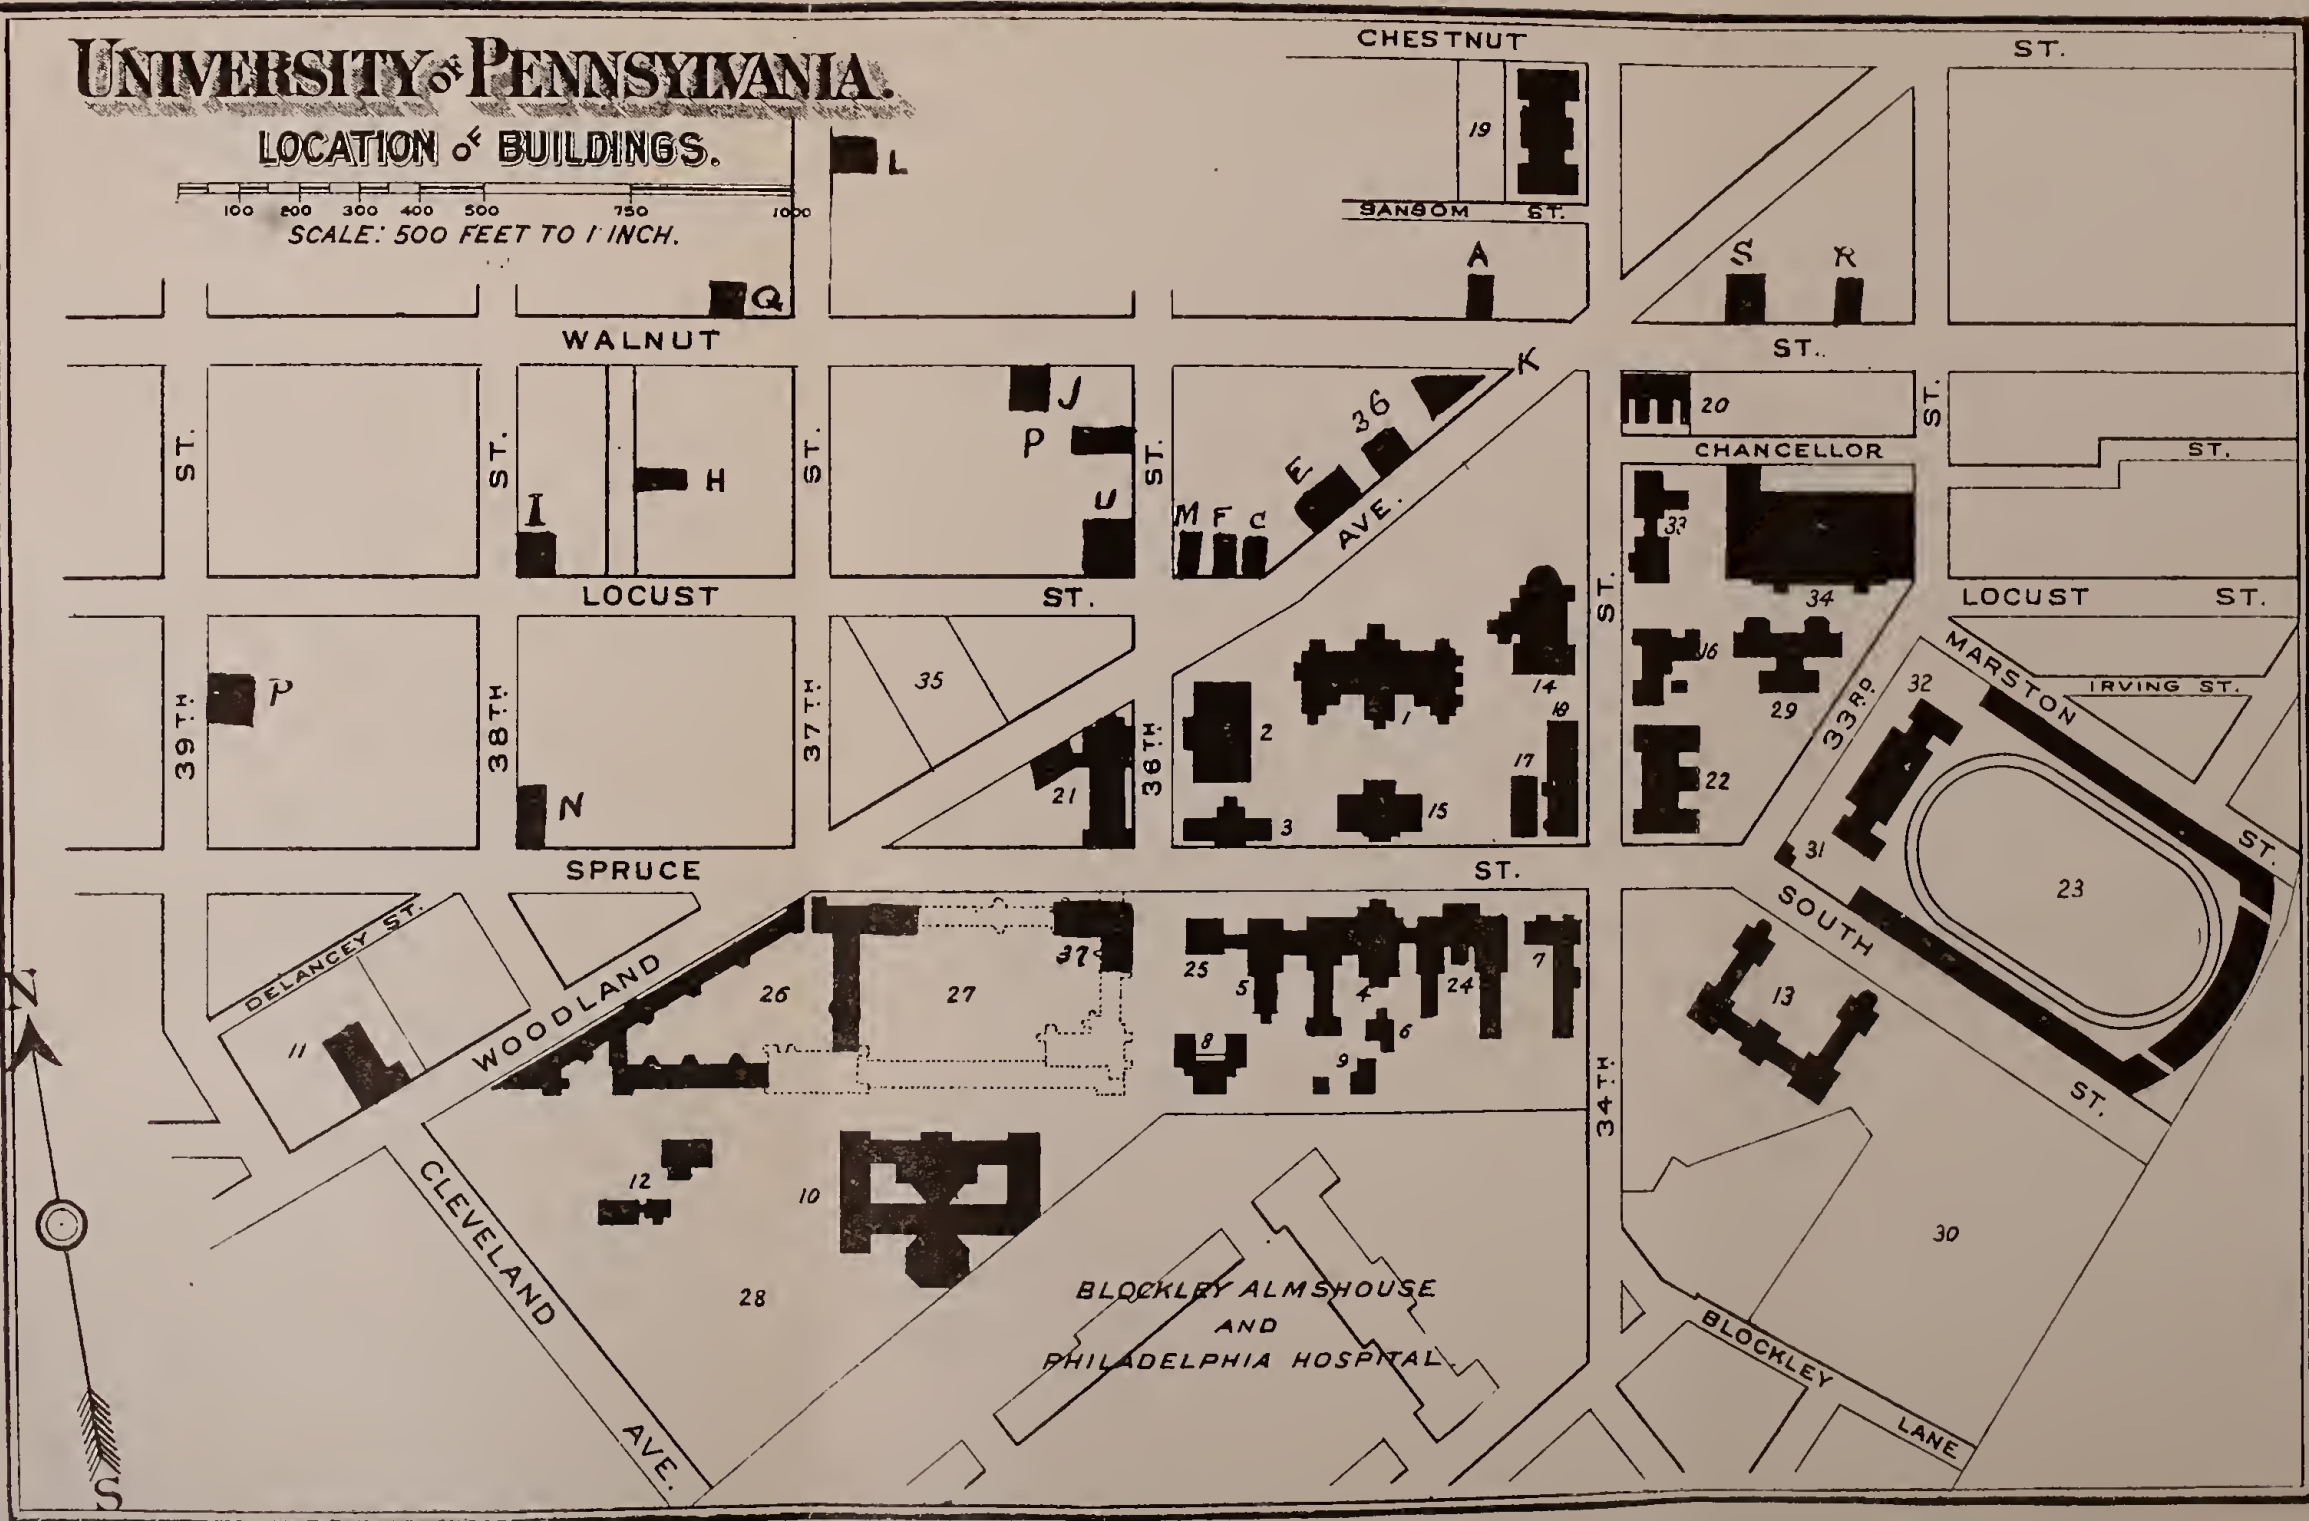 UNIVERSITY OF PENNSYLVANIA.
LOCATION OF BUILDINGS.
100 200 300 400 500 750 1000
SCALE: 500 FEET TO 1 INCH.
CHESTNUT ST.
19
L
SANSOM ST.
A
S
R
Q
WALNUT ST.
K
J
36
20
P
ST.
ST.
ST.
ST.
ST.
CHANCELLOR ST.
H
E
AVE.
I
U
M
F
C
33
34
LOCUST ST.
ST.
LOCUST ST.
MARSTON ST.
IRVING ST.
16
35
P
14
32
29
33RD.
39TH.
38TH.
37TH.
38TH.
2
1
18
17
22
21
N
3
15
31
23
SPRUCE ST.
SOUTH ST.
DELANCEY ST.
37
25
5
4
24
7
26
27
13
WOODLAND
N
11
8
6
9
34TH
12
10
CLEVELAND AVE.
30
28
BLOCKLEY ALMSHOUSE
AND
PHILADELPHIA HOSPITAL.
BLOCKLEY LANE
S